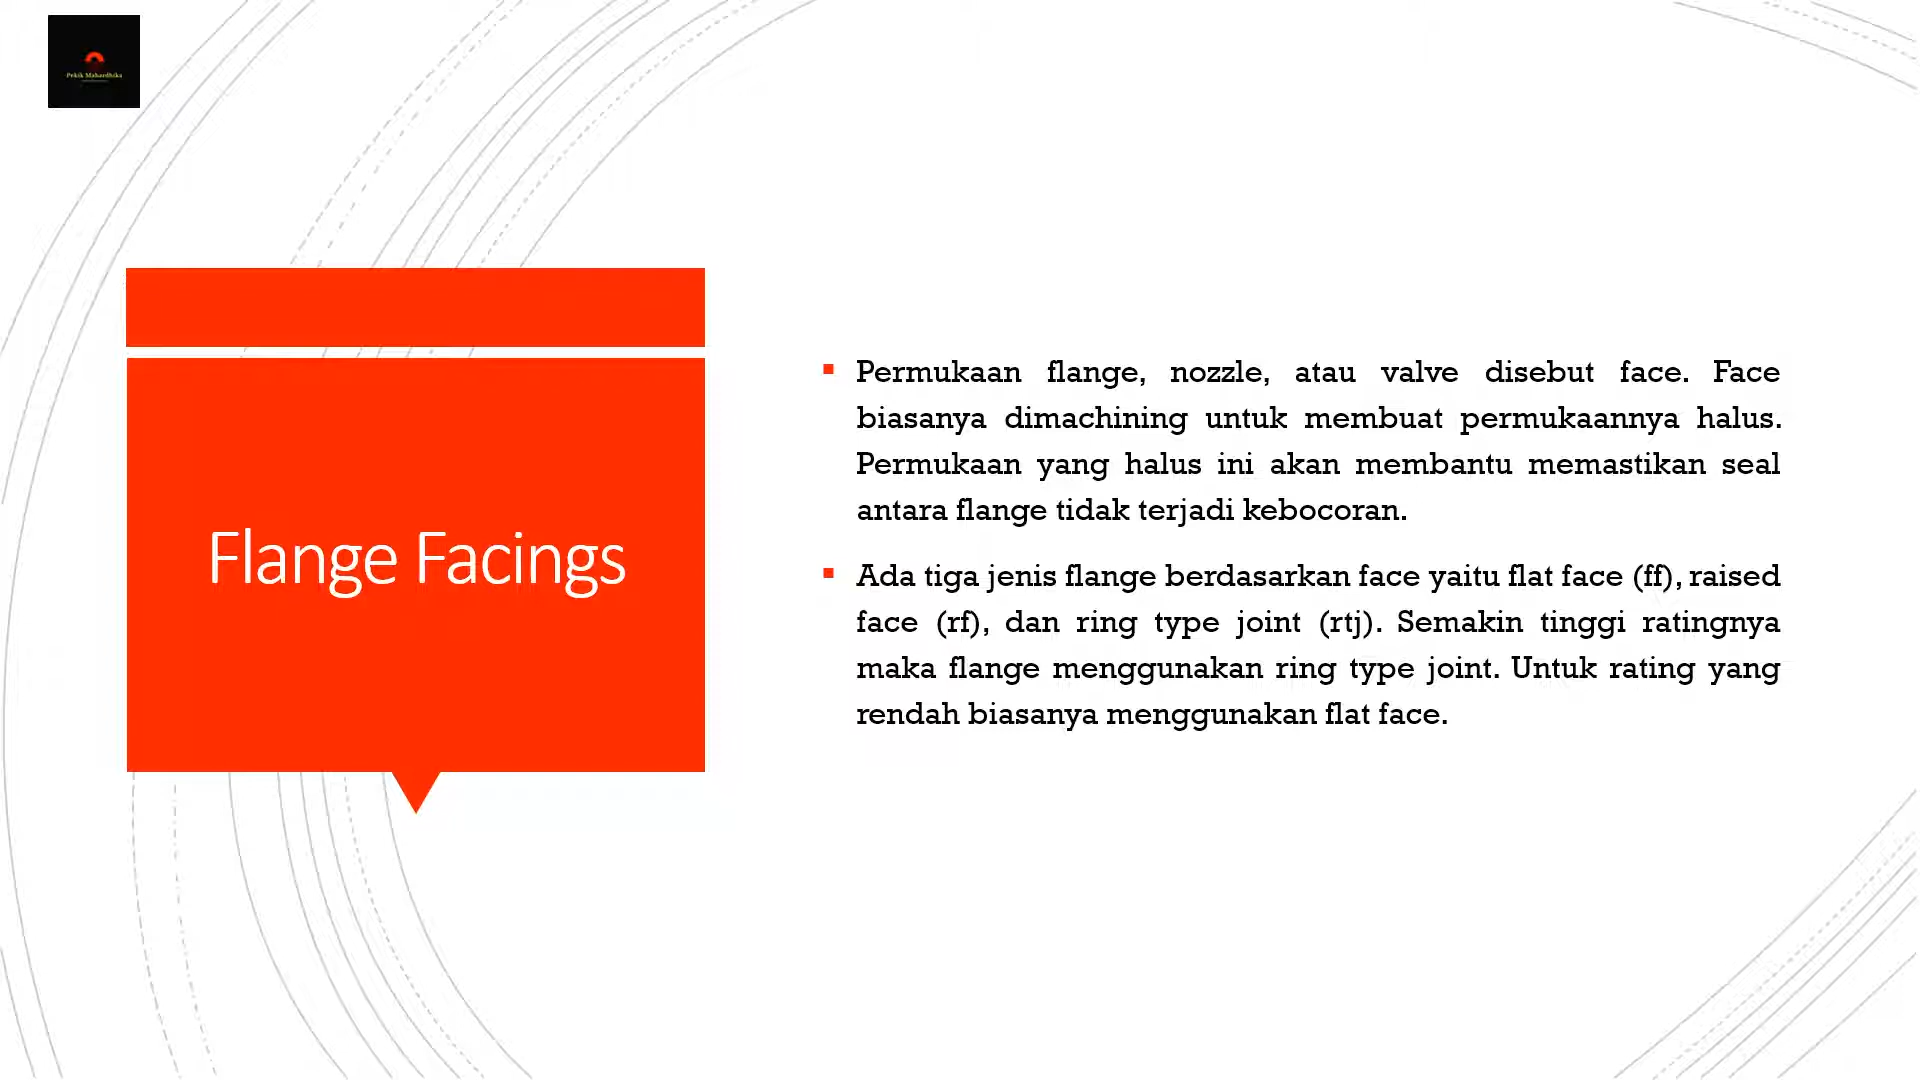 Pekik Mahardhika
Flange Facings
Permukaan flange, nozzle, atau valve disebut face. Face
biasanya dimachining untuk membuat permukaannya halus.
Permukaan yang halus ini akan membantu memastikan seal
antara flange tidak terjadi kebocoran.
Ada tiga jenis flange berdasarkan face yaitu flat face (ff), raised
face (rf), dan ring type joint (rtj). Semakin tinggi ratingnya
maka flange menggunakan ring type joint. Untuk rating yang
rendah biasanya menggunakan flat face.